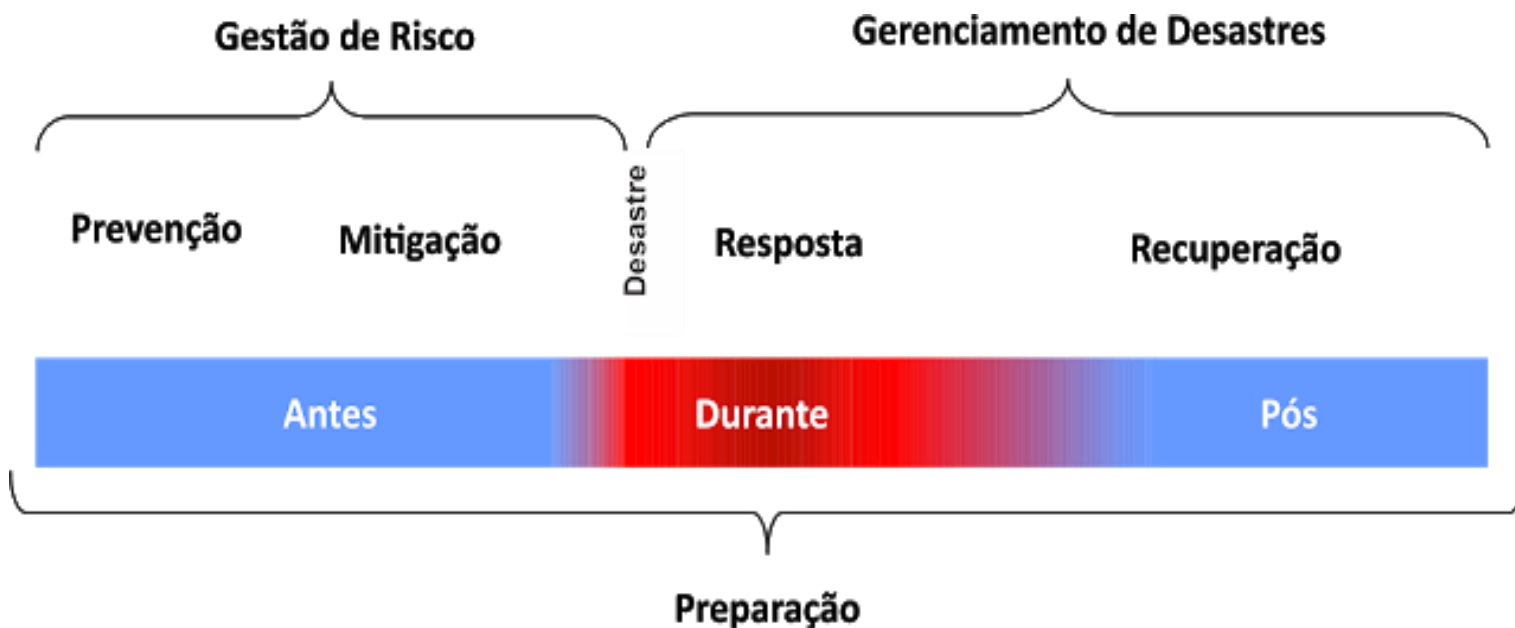 Gestão de Risco
Gerenciamento de Desastres
Prevenção
Mitigação
Desastre
Resposta
Recuperação
Antes
Durante
Pós
Preparação